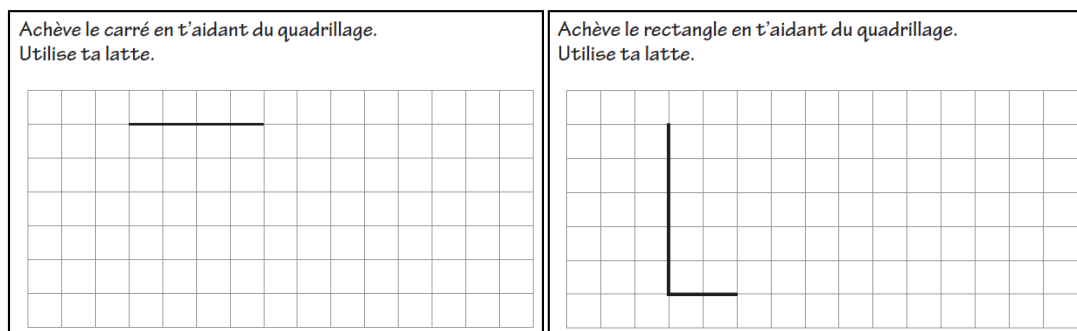 Achève le carré en t'aidant du quadrillage.
Utilise ta latte.
Achève le rectangle en t'aidant du quadrillage.
Utilise ta latte.